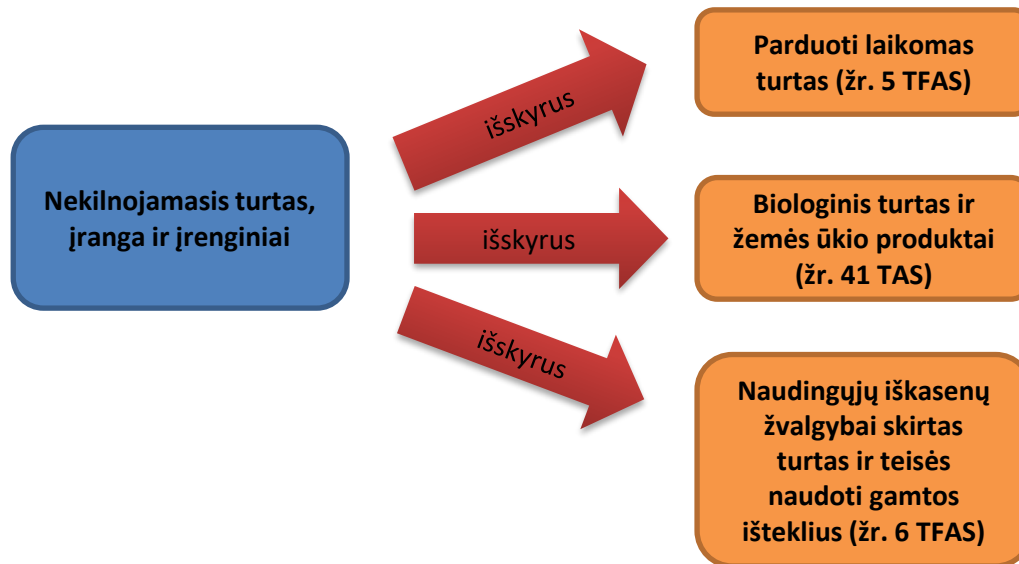 Nekilnojamasis turtas,
įranga ir įrenginiai
išskyrus
išskyrus
išskyrus
Parduoti laikomas
turtas (žr. 5 TFAS)
Biologinis turtas ir
žemės ūkio produktai
(žr. 41 TAS)
Naudingųjų iškasenų
žvalgybai skirtas
turtas ir teisės
naudoti gamtos
išteklius (žr. 6 TFAS)